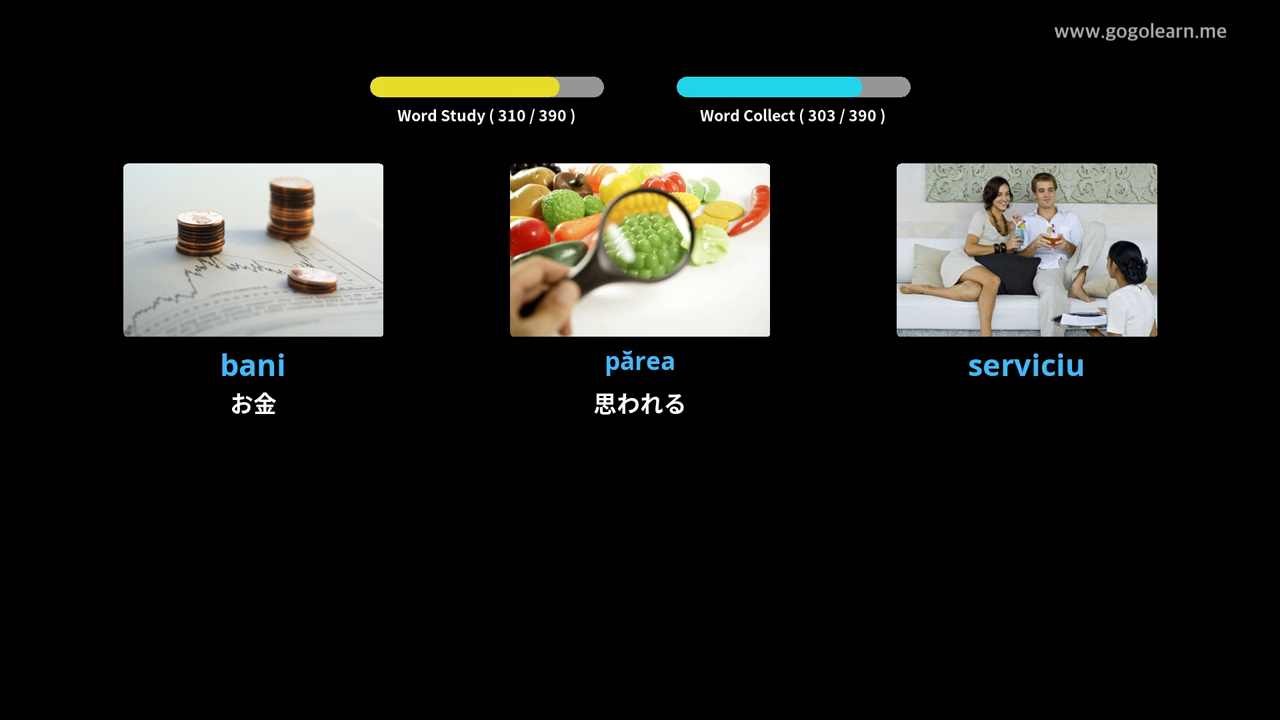 www.gogolearn.me
Word Study ( 310 / 390 )
Word Collect ( 303 / 390 )
bani
părea
serviciu
お金
思われる